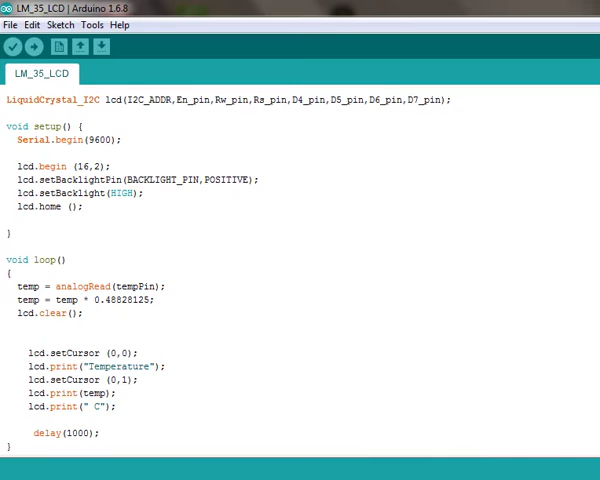 LM_35_LCD | Arduino 1.6.8
File Edit Sketch Tools Help
LM_35_LCD
LiquidCrystal_I2C lcd(I2C_ADDR,En_pin,Rw_pin,Rs_pin,D4_pin,D5_pin,D6_pin,D7_pin);
void setup() {
Serial.begin(9600);
lcd.begin (16,2);
lcd.setBacklightPin(BACKLIGHT_PIN,POSITIVE);
lcd.setBacklight(HIGH);
lcd.home ();
}
void loop()
{
temp = analogRead(tempPin);
temp = temp * 0.48828125;
lcd.clear();
lcd.setCursor (0,0);
lcd.print("Temperature");
lcd.setCursor (0,1);
lcd.print(temp);
lcd.print(" C");
delay(1000);
}